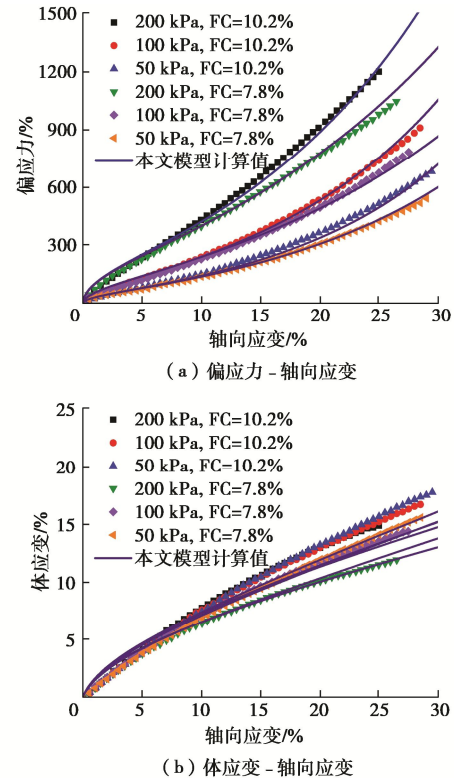 1500
1200
900
600
300
0
偏应力/%
200 kPa, FC=10.2%
100 kPa, FC=10.2%
50 kPa, FC=10.2%
200 kPa, FC=7.8%
100 kPa, FC=7.8%
50 kPa, FC=7.8%
本文模型计算值
5 10 15 20 25 30
轴向应变/%
(a) 偏应力-轴向应变
25
20
15
10
5
0
体应变/%
200 kPa, FC=10.2%
100 kPa, FC=10.2%
50 kPa, FC=10.2%
200 kPa, FC=7.8%
100 kPa, FC=7.8%
50 kPa, FC=7.8%
本文模型计算值
5 10 15 20 25 30
轴向应变/%
(b) 体应变-轴向应变